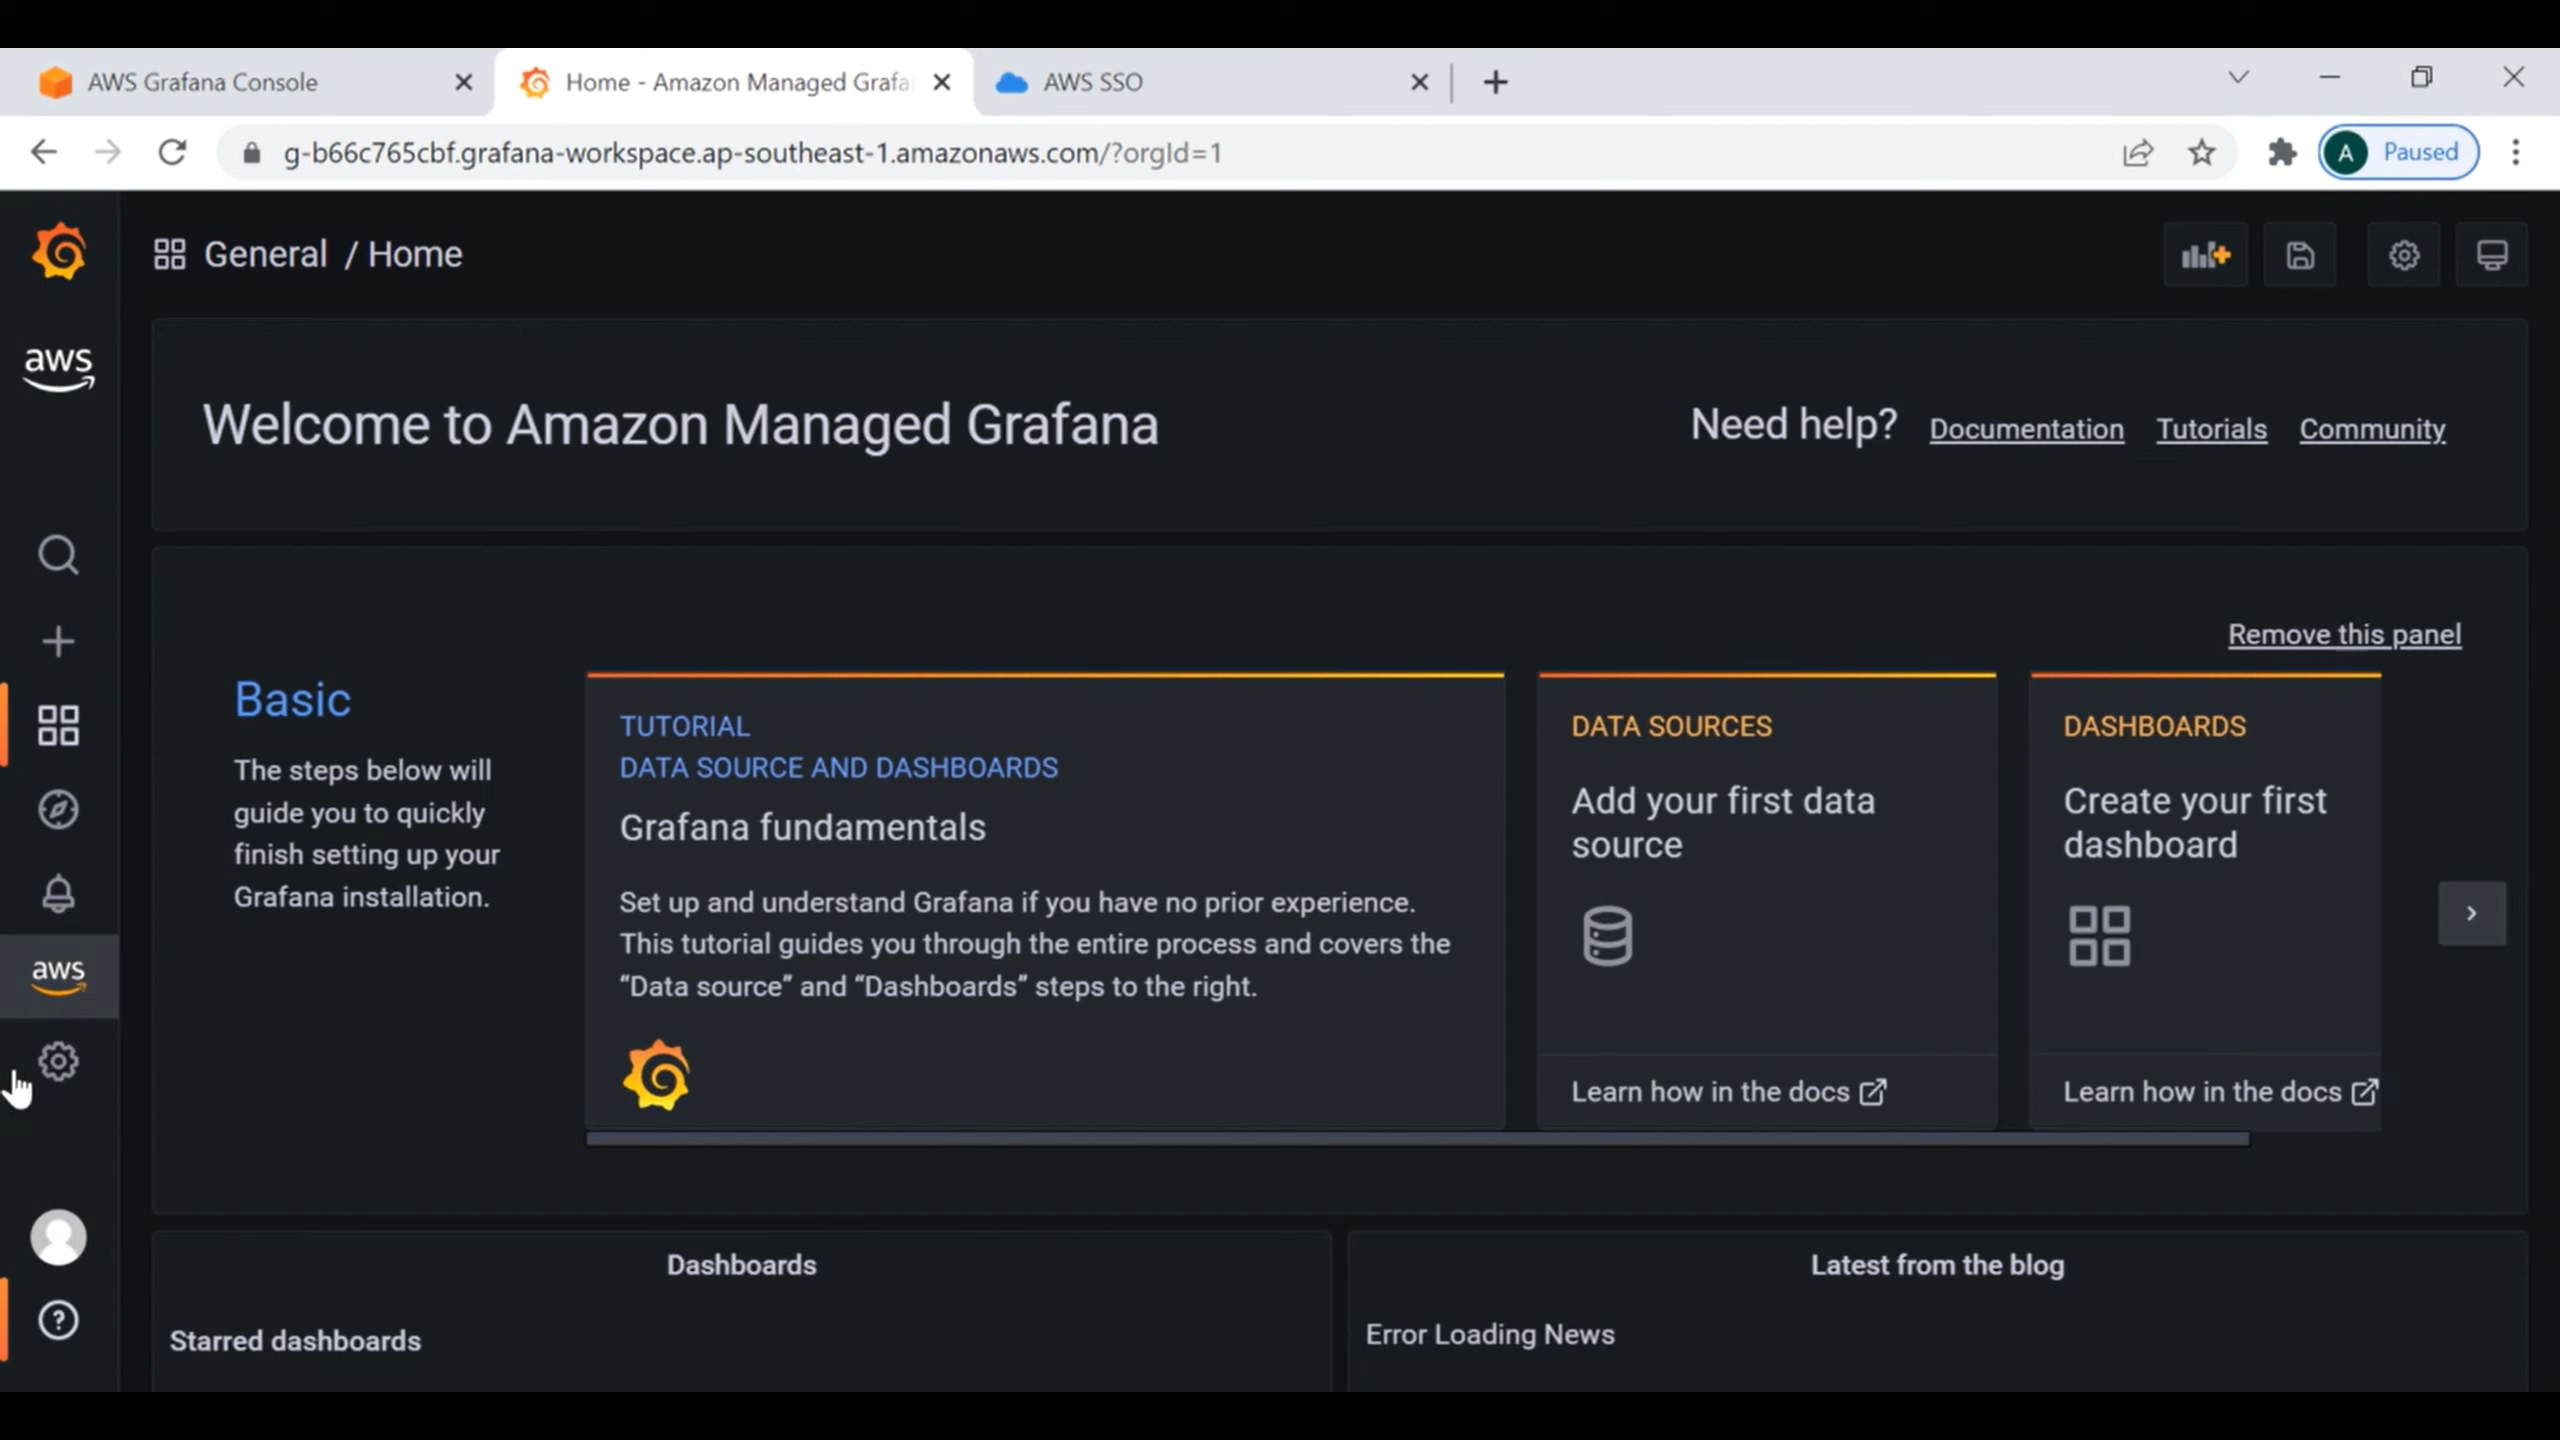 AWS Grafana Console
Home - Amazon Managed Grafa
AWS SSO
g-b66c765cbf.grafana-workspace.ap-southeast-1.amazonaws.com/?orgId=1
A
Paused
General / Home
aws
Welcome to Amazon Managed Grafana
Need help? Documentation Tutorials Community
Remove this panel
Basic
The steps below will
guide you to quickly
finish setting up your
Grafana installation.
TUTORIAL
DATA SOURCE AND DASHBOARDS
Grafana fundamentals
Set up and understand Grafana if you have no prior experience.
This tutorial guides you through the entire process and covers the
“Data source” and “Dashboards” steps to the right.
DATA SOURCES
Add your first data
source
Learn how in the docs
DASHBOARDS
Create your first
dashboard
Learn how in the docs
aws
Dashboards
Starred dashboards
Latest from the blog
Error Loading News